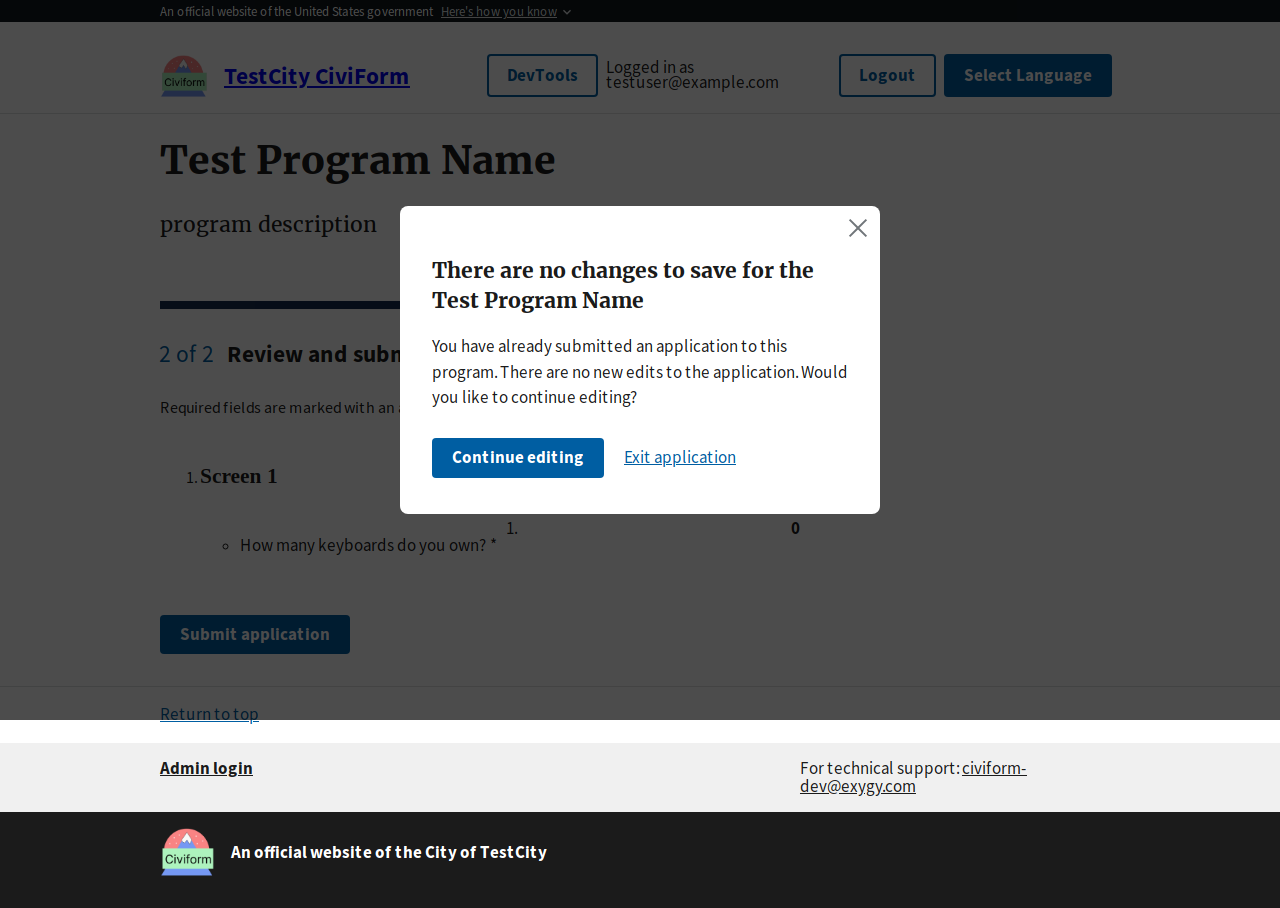 An official website of the United States government Here's how you know
Civiform
TestCity CiviForm
DevTools
Logged in as
testuser@example.com
Logout
Select Language
Test Program Name
program description
There are no changes to save for the
Test Program Name
You have already submitted an application to this
program. There are no new edits to the application. Would
you like to continue editing?
Continue editing
Exit application
2 of 2 Review and
Required fields are marked with an
1. Screen 1
How many keyboards do you own? *
1.
0
Submit application
Return to top
Admin login
For technical support: civiform-
dev@exygy.com
Civiform
An official website of the City of TestCity